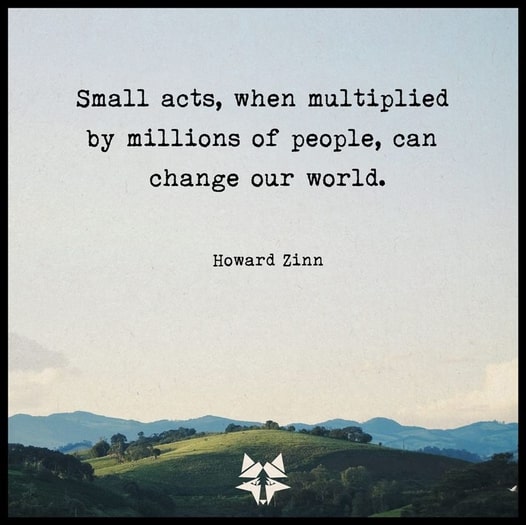 Small acts, when multiplied
by millions of people, can
change our world.
Howard Zinn